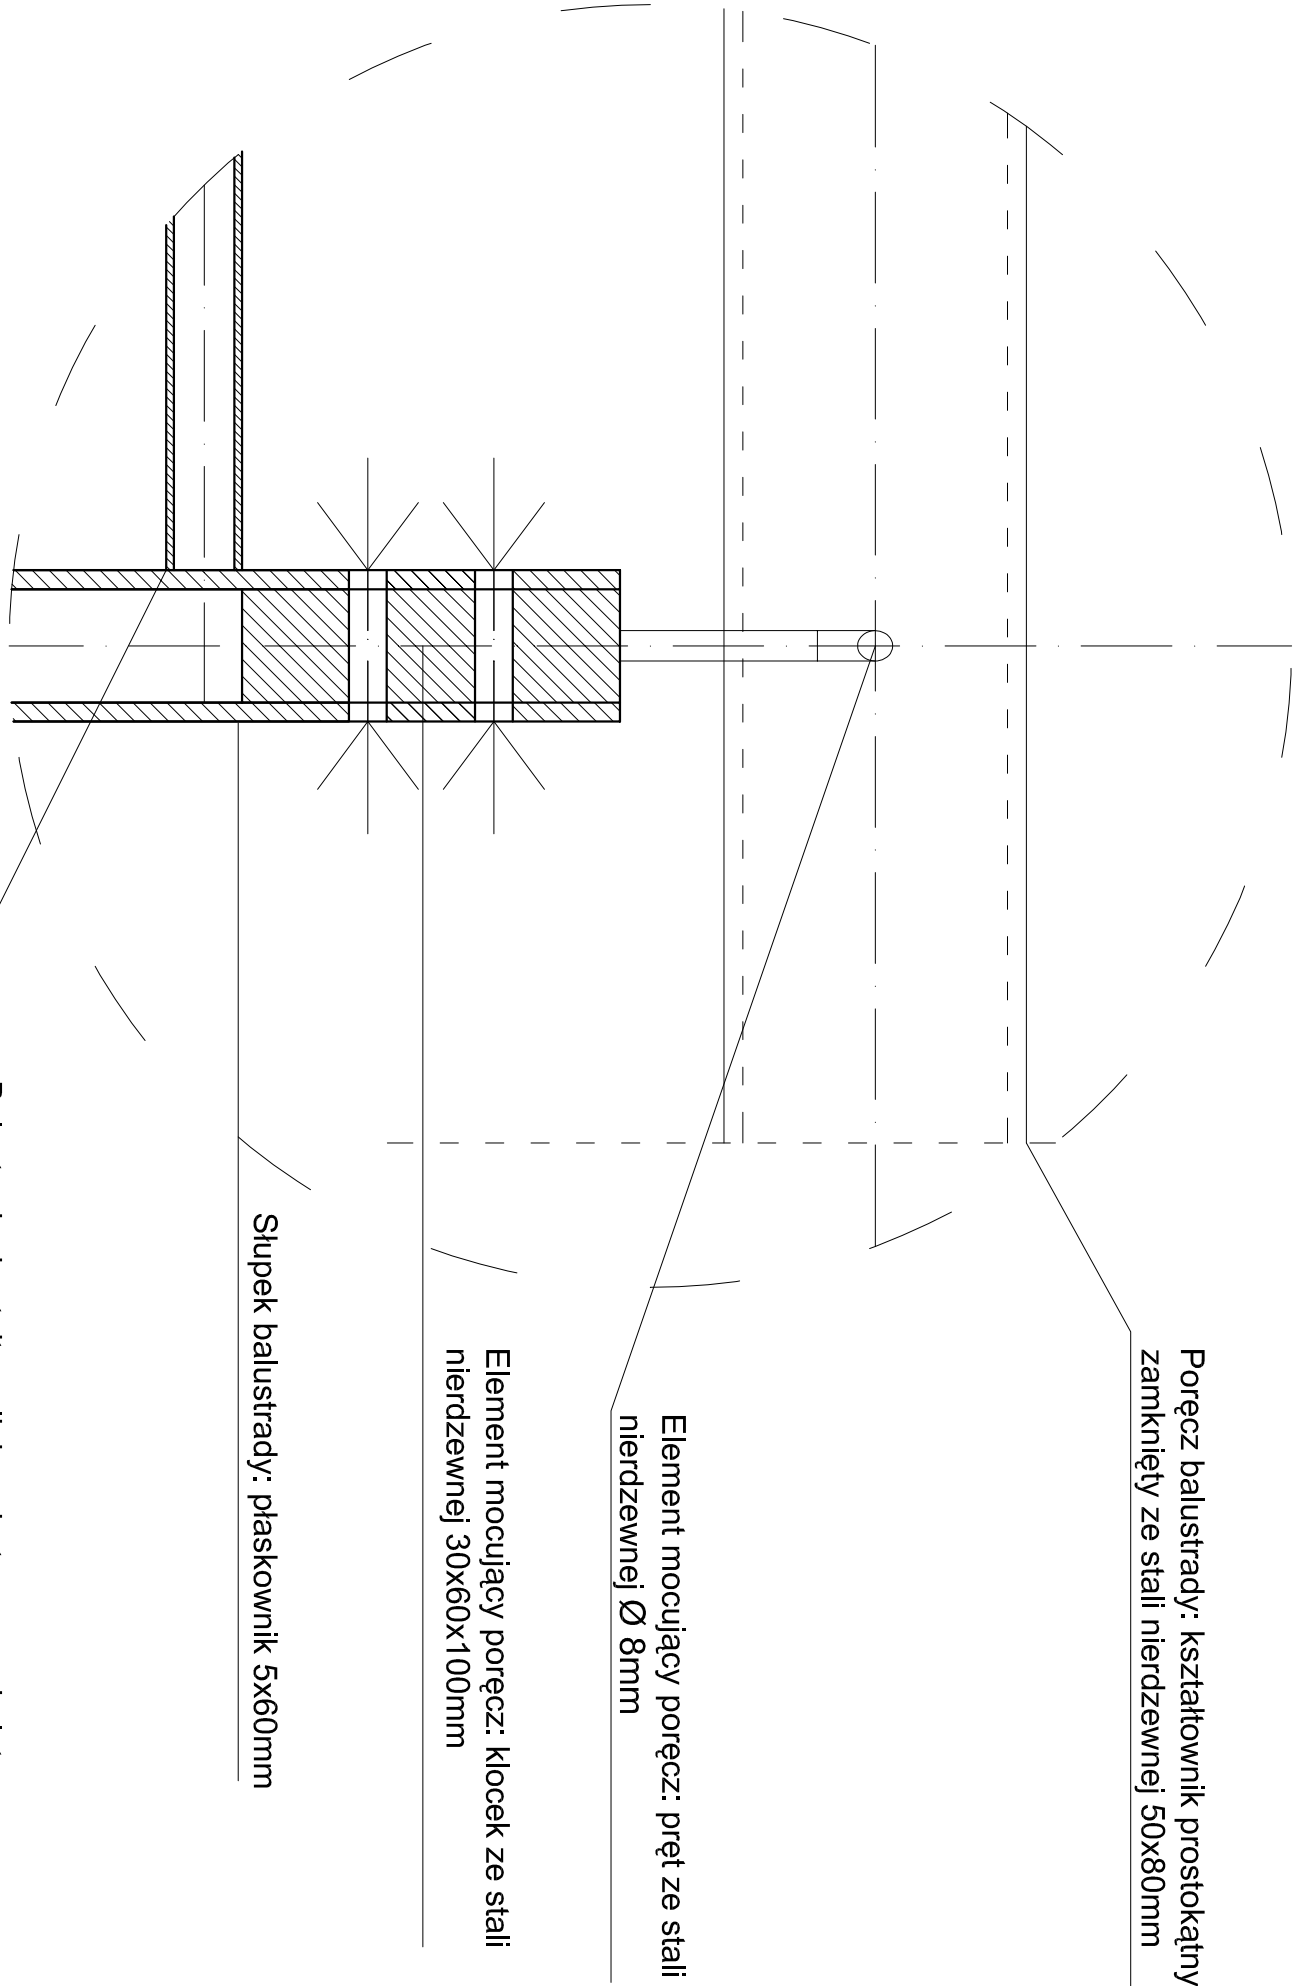 Poręcz balustrady: kształtownik prostokątny
zamknięty ze stali nierdzewnej 50x80mm
Element mocujący poręcz: pręt ze stali
nierdzewnej Ø 8mm
Element mocujący poręcz: klocek ze stali
nierdzewnej 30x60x100mm
Słupek balustrady: płaskownik 5x60mm